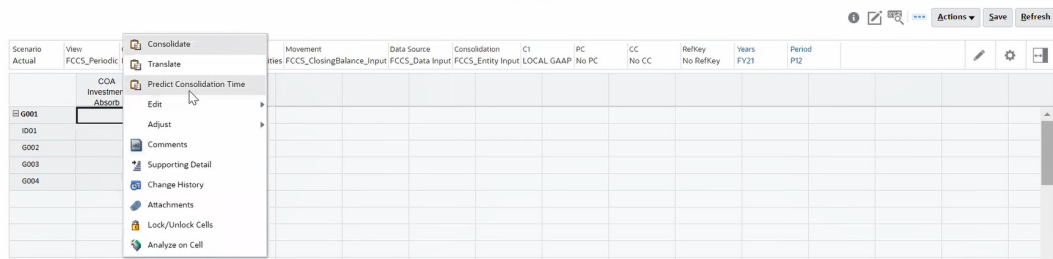 Actions Save Refresh
Consolidate
Translate
Predict Consolidation Time
Edit
Adjust
Comments
Supporting Detail
Change History
Attachments
Lock/Unlock Cells
Analyze on Cell
Scenario View Movement Data Source Consolidation C1 PC CC RefKey Years Period
Actual FCCS_Periodic FCCS_ClosingBalance_Input FCCS_Data Input FCCS_Entity Input LOCAL GAAP No PC No CC No RefKey FY21 P12
COA
Absorb
G001
ID01
G002
G003
G004